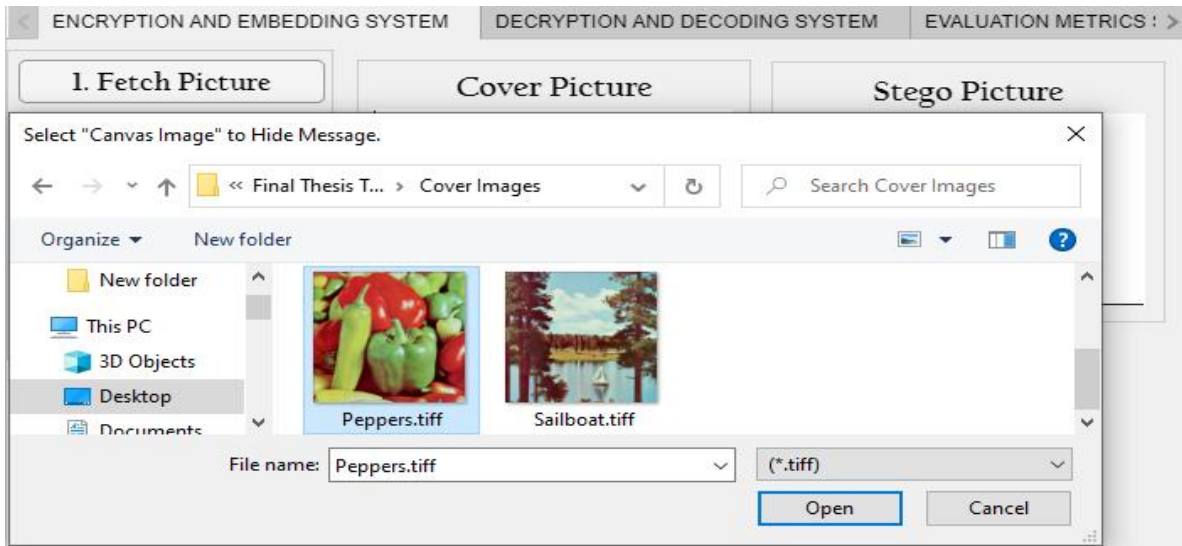 ENCRYPTION AND EMBEDDING SYSTEM DECRYPTION AND DECODING SYSTEM EVALUATION METRICS
1. Fetch Picture
Cover Picture
Stego Picture
Select "Canvas Image" to Hide Message.
« Final Thesis T... › Cover Images
Search Cover Images
Organize
New folder
New folder
This PC
3D Objects
Desktop
Documents
Peppers.tiff
Sailboat.tiff
File name: Peppers.tiff
(*.tiff)
Open
Cancel